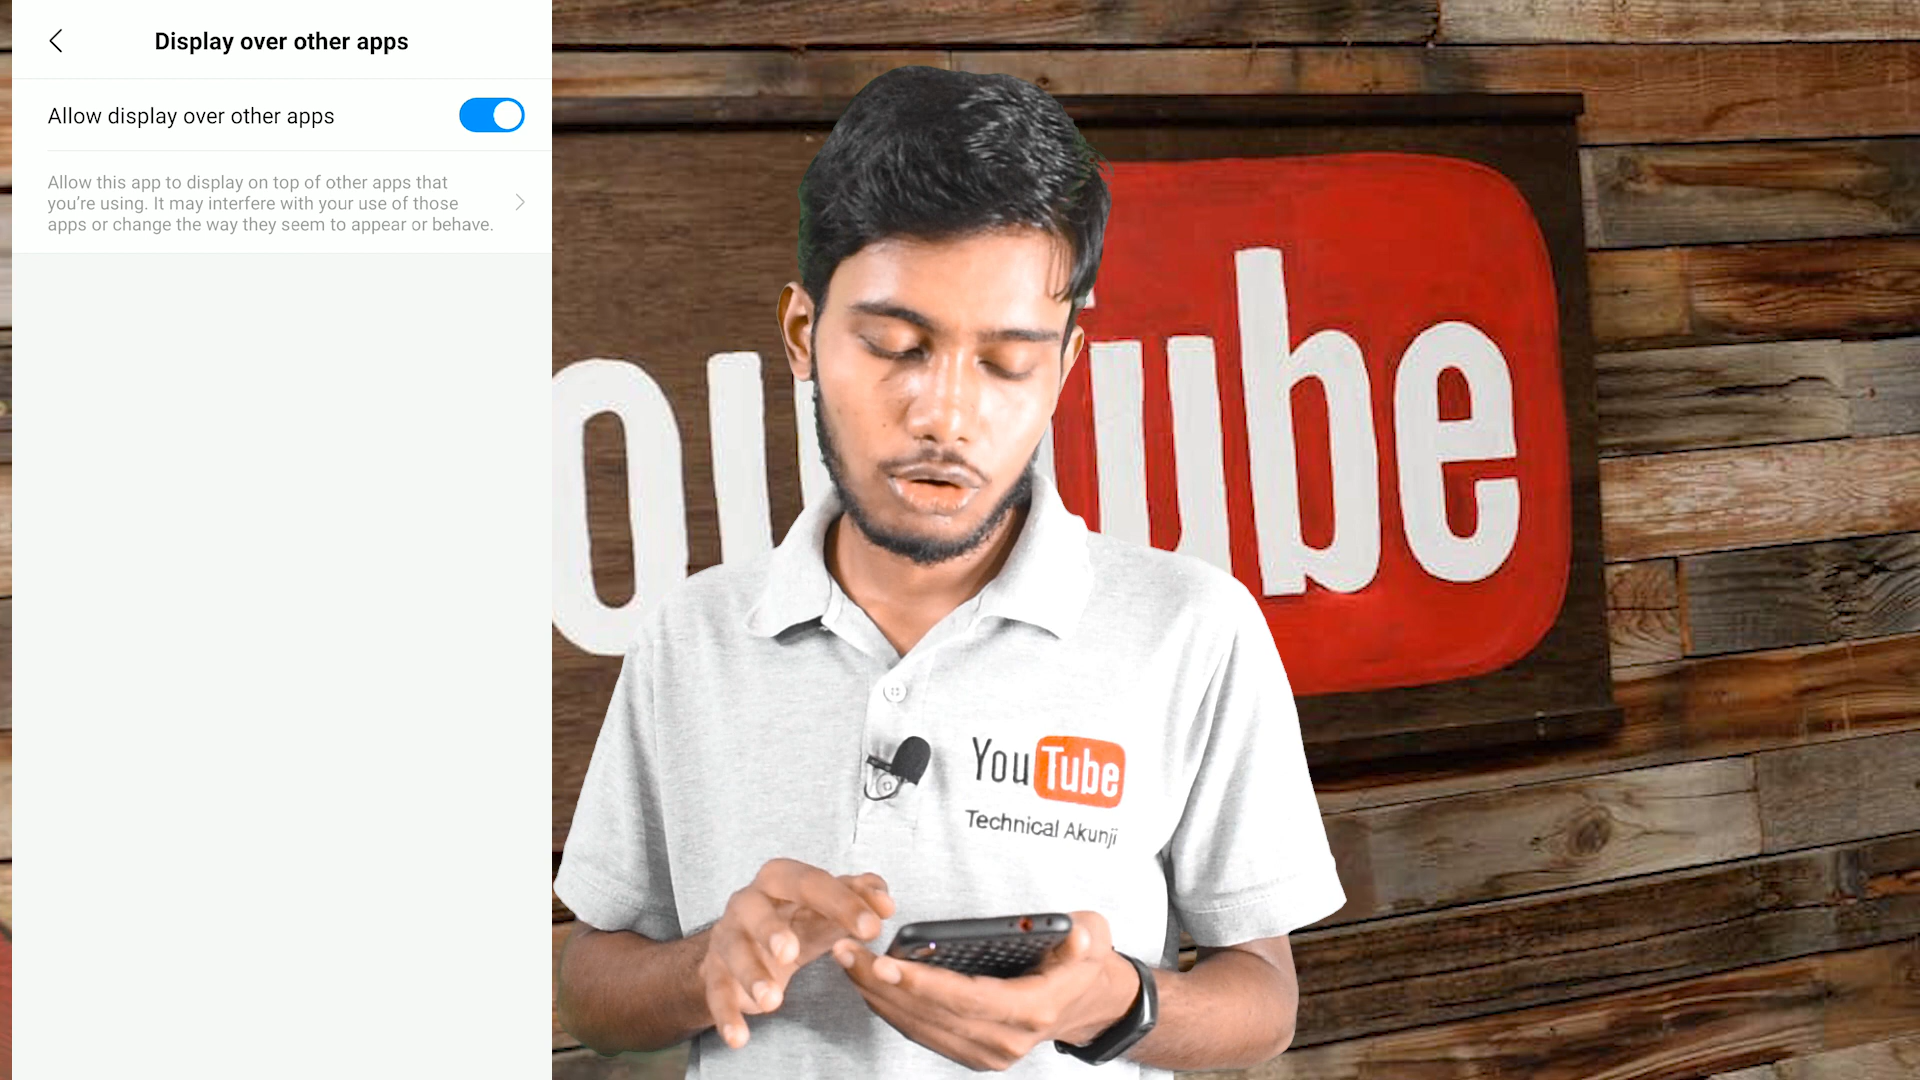 Display over other apps
Allow display over other apps
Allow this app to display on top of other apps that
you’re using. It may interfere with your use of those
apps or change the way they seem to appear or behave.
ouTube
YouTube
Technical Akunji